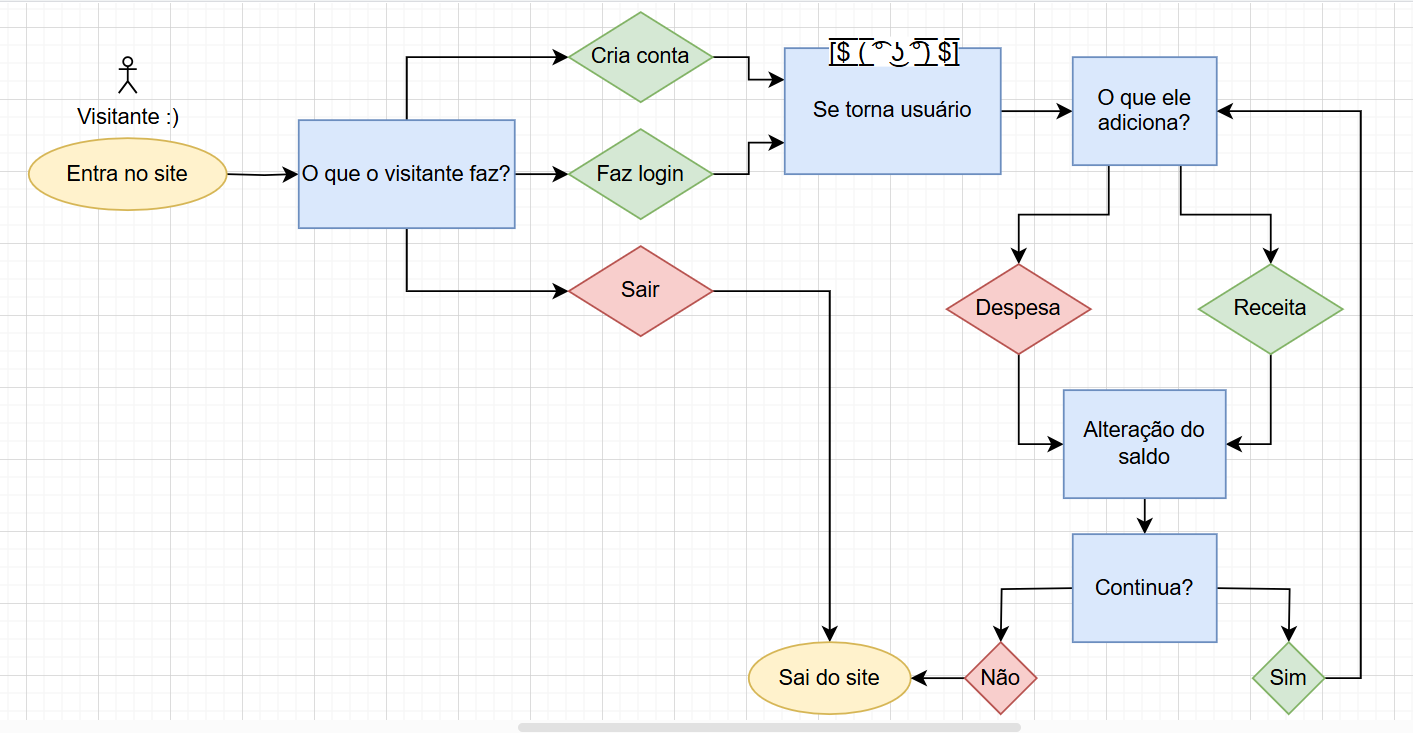 Visitante :)
Entra no site
O que o visitante faz?
Cria conta
Faz login
Sair
[̲̅$̲̅(̲̅ ͡° ͜ʖ ͡°̲̅)̲̅$̲̅]
Se torna usuário
O que ele
adiciona?
Despesa
Receita
Alteração do
saldo
Continua?
Não
Sim
Sai do site